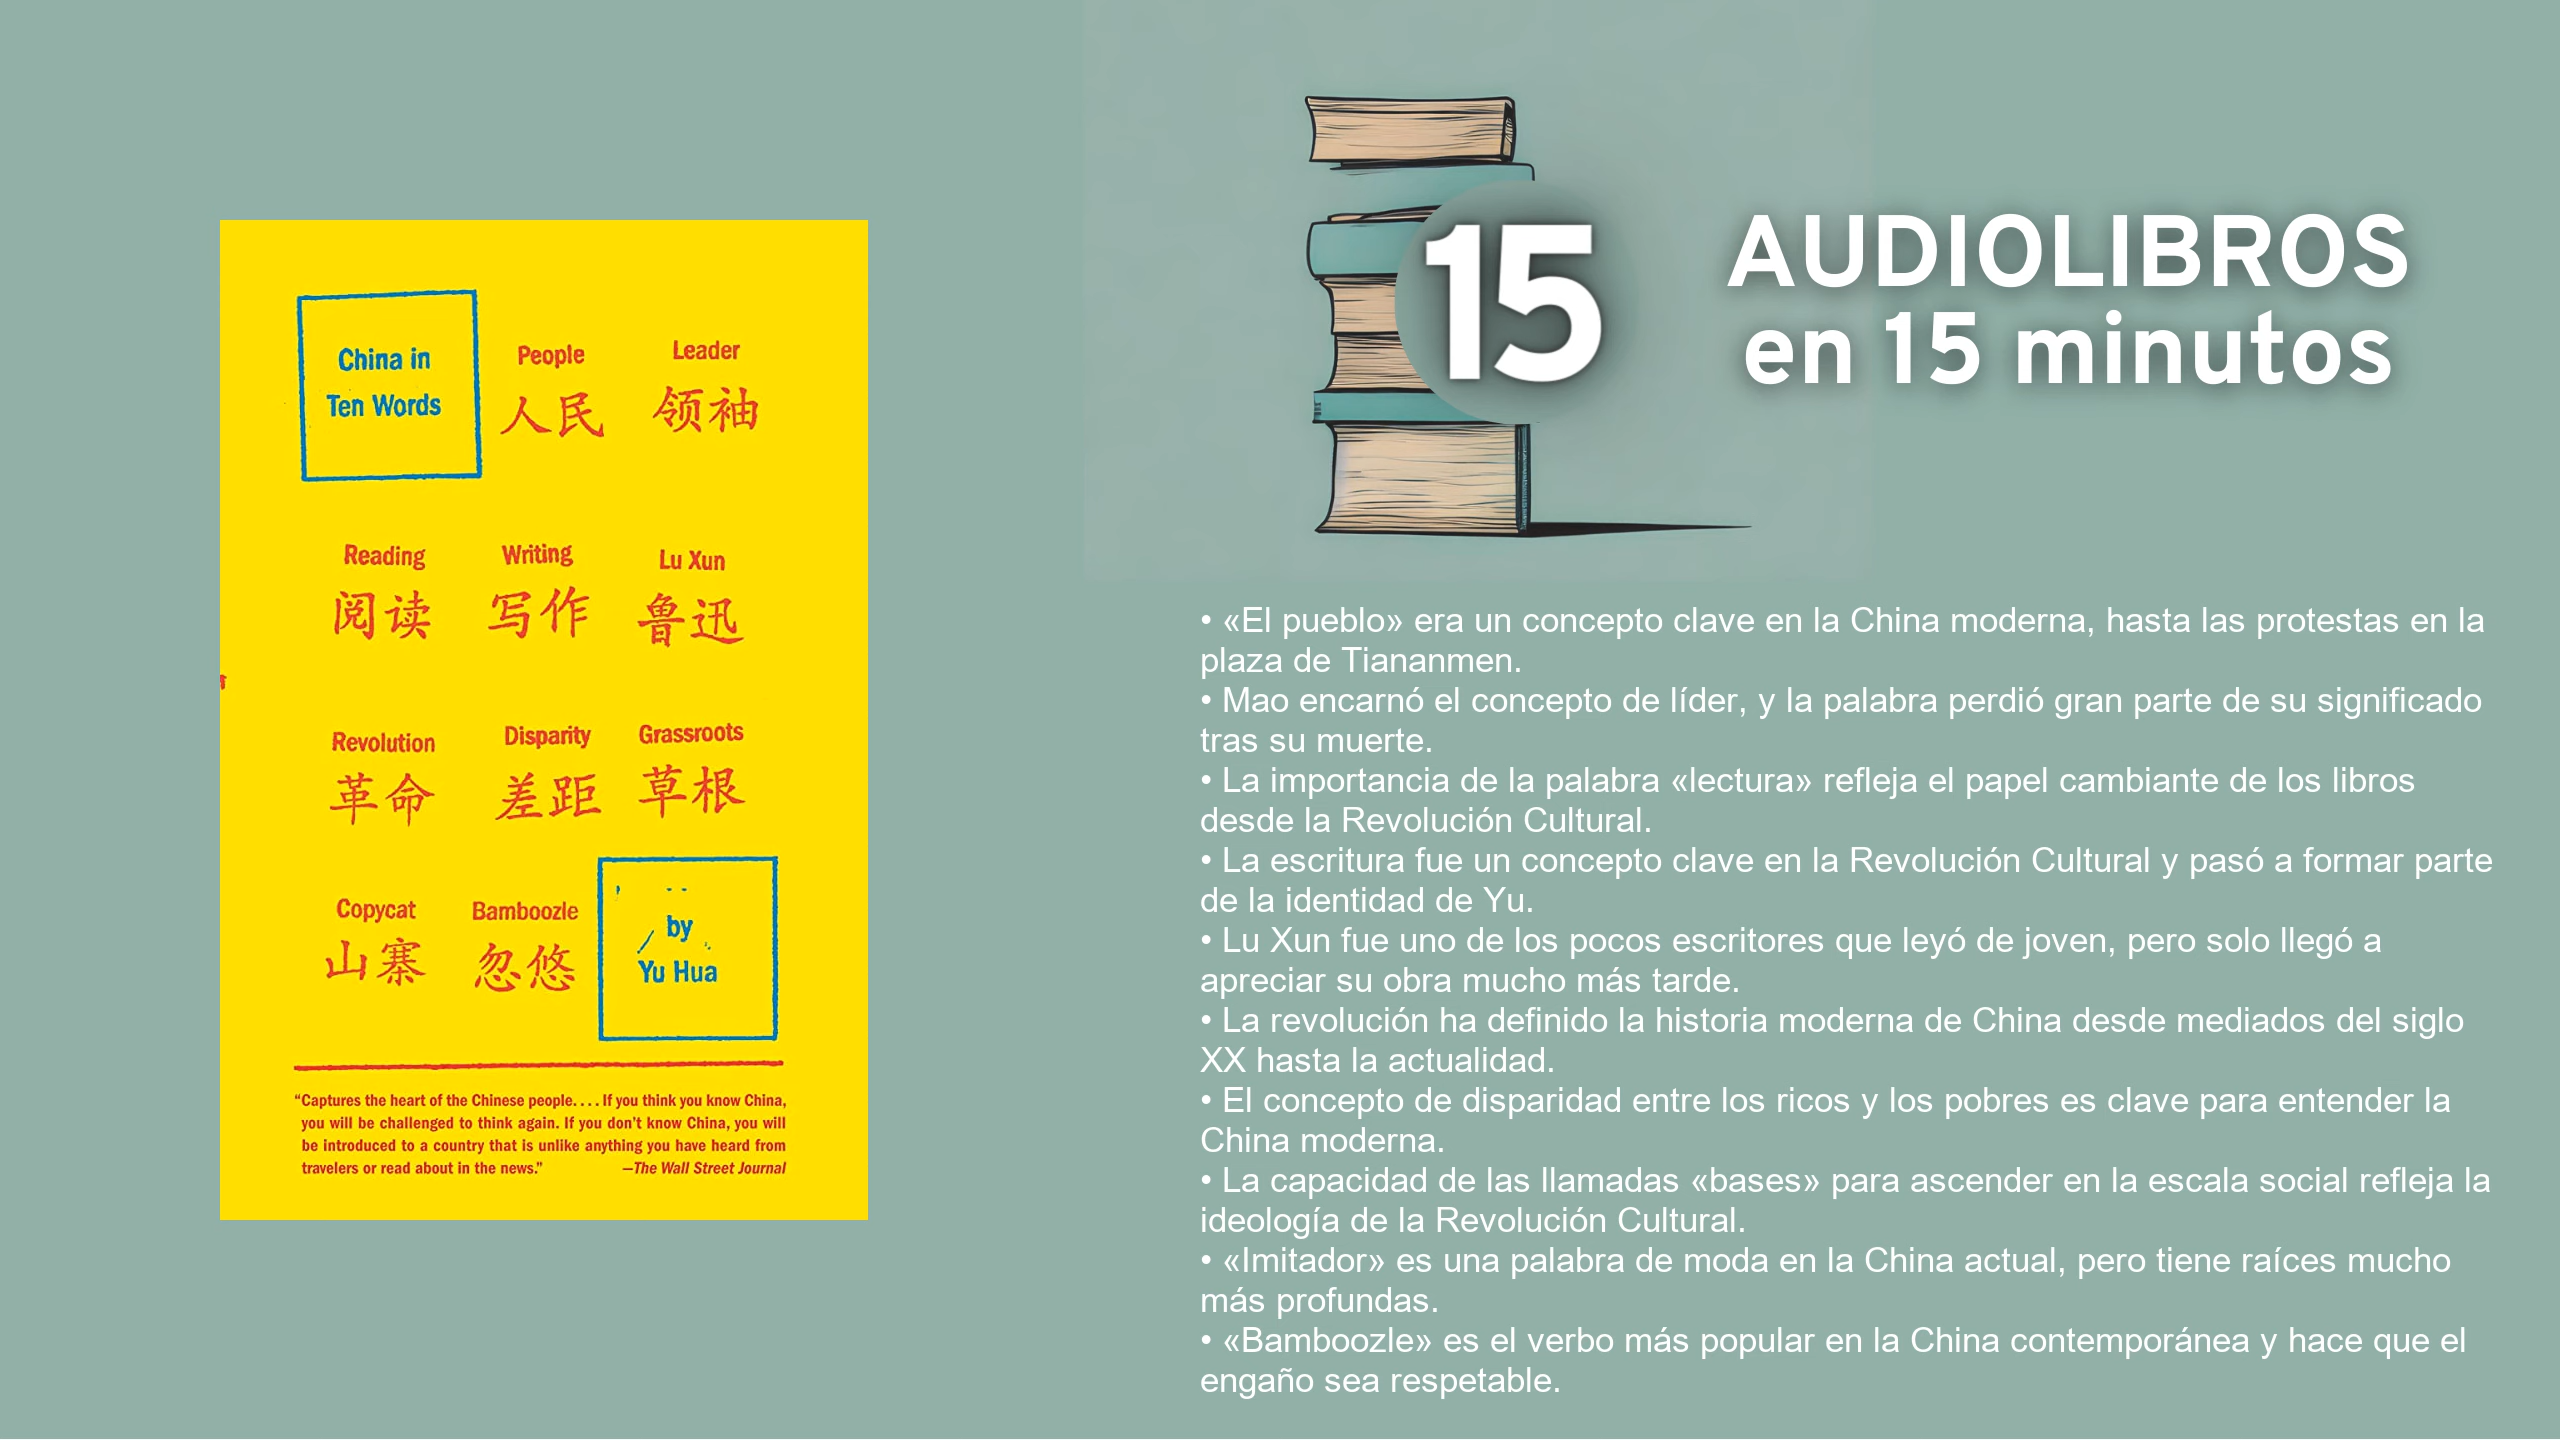 China in
Ten Words
People
Leader
人民
领袖
Reading
Writing
Lu Xun
阅读
写作
鲁迅
Revolution
Disparity
Grassroots
革命
差距
草根
Copycat
Bamboozle
山寨
忽悠
by
Yu Hua
“Captures the heart of the Chinese people. . . . If you think you know China,
you will be challenged to think again. If you don’t know China, you will
be introduced to a country that is unlike anything you have heard from
travelers or read about in the news.” —The Wall Street Journal
15
AUDIOLIBROS
en 15 minutos
• «El pueblo» era un concepto clave en la China moderna, hasta las protestas en la
plaza de Tiananmen.
• Mao encarnó el concepto de líder, y la palabra perdió gran parte de su significado
tras su muerte.
• La importancia de la palabra «lectura» refleja el papel cambiante de los libros
desde la Revolución Cultural.
• La escritura fue un concepto clave en la Revolución Cultural y pasó a formar parte
de la identidad de Yu.
• Lu Xun fue uno de los pocos escritores que leyó de joven, pero solo llegó a
apreciar su obra mucho más tarde.
• La revolución ha definido la historia moderna de China desde mediados del siglo
XX hasta la actualidad.
• El concepto de disparidad entre los ricos y los pobres es clave para entender la
China moderna.
• La capacidad de las llamadas «bases» para ascender en la escala social refleja la
ideología de la Revolución Cultural.
• «Imitador» es una palabra de moda en la China actual, pero tiene raíces mucho
más profundas.
• «Bamboozle» es el verbo más popular en la China contemporánea y hace que el
engaño sea respetable.